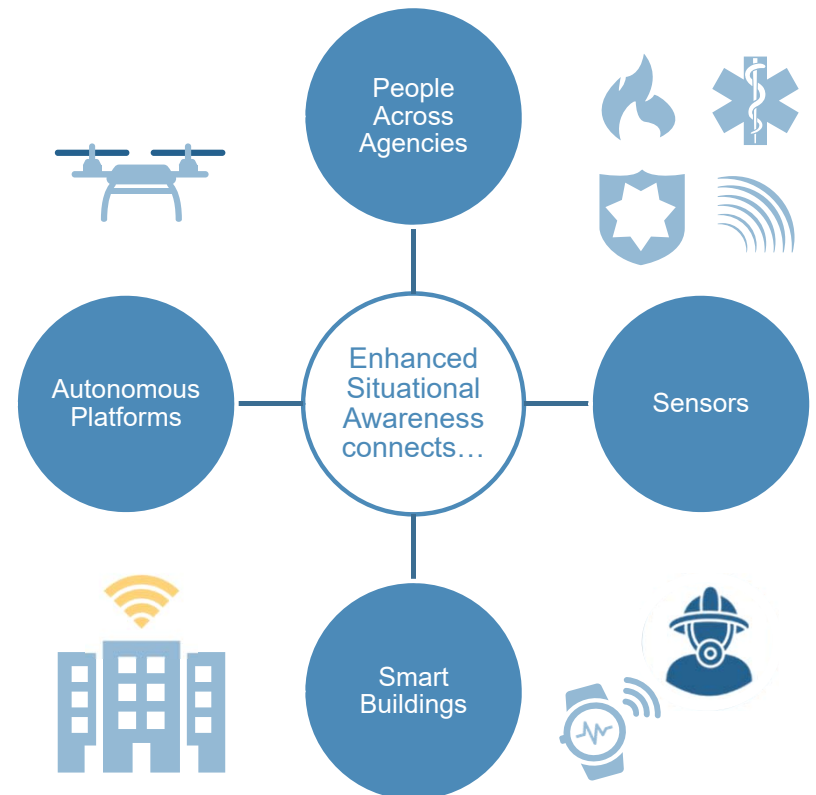 People
Across
Agencies
Autonomous
Platforms
Enhanced
Situational
Awareness
connects…
Sensors
Smart
Buildings